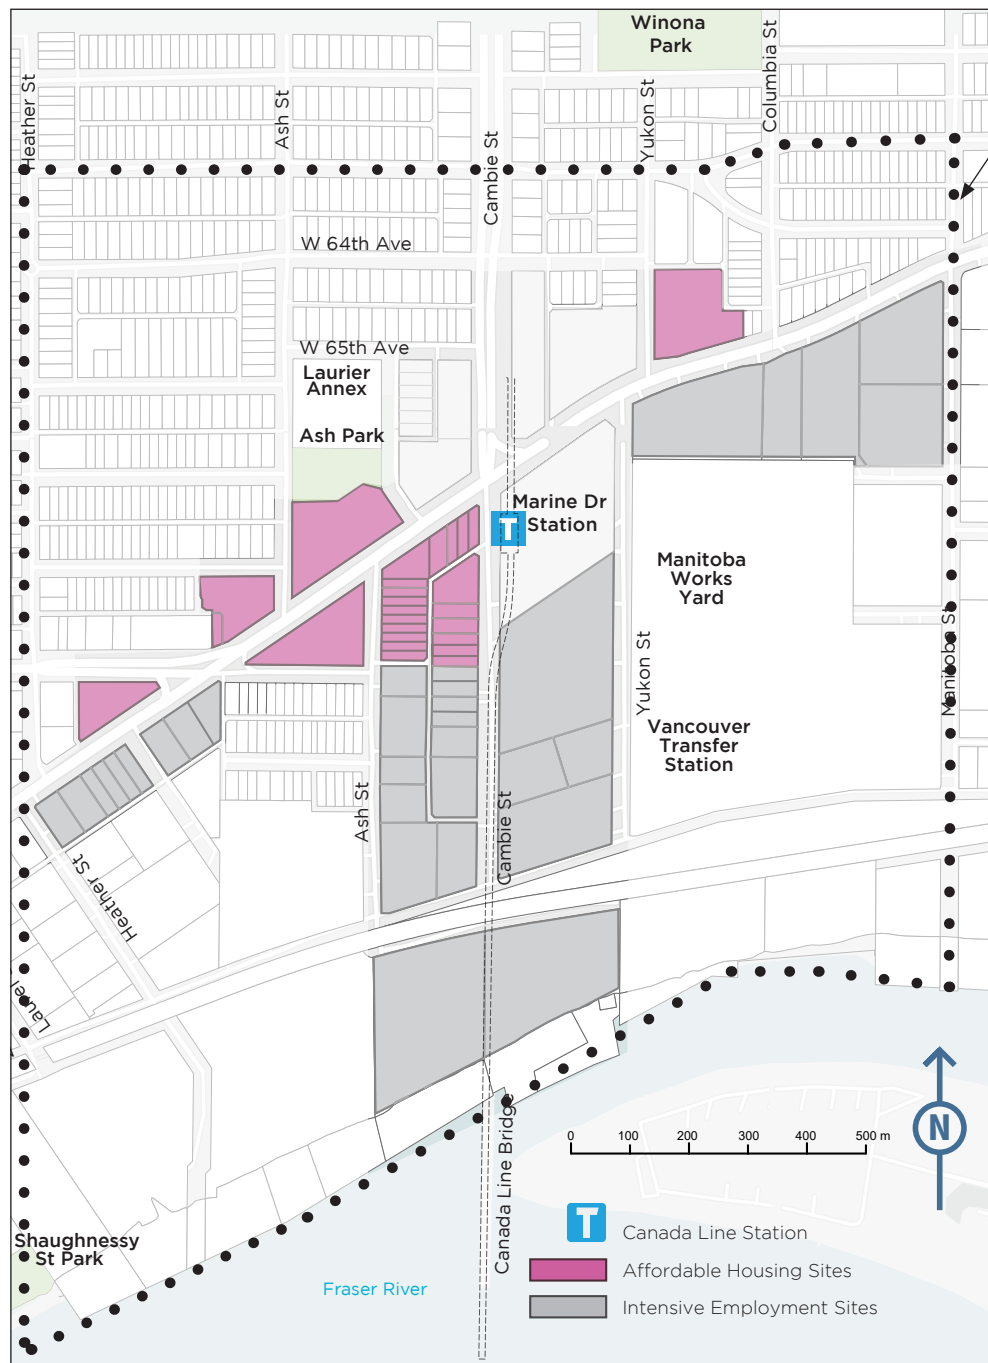 Winona
Park
Columbia St
Heather St
Ash St
Yukon St
Cambie St
W 64th Ave
W 65th Ave
Laurier
Annex
Ash Park
T
Marine Dr
Station
Manitoba
Works
Yard
Manitoba St
Yukon St
Vancouver
Transfer
Station
Ash St
Cambie St
Heather St
Laurel
N
0 100 200 300 400 500 m
Canada Line Bridge
T Canada Line Station
Shaughnessy
St Park
Affordable Housing Sites
Fraser River
Intensive Employment Sites